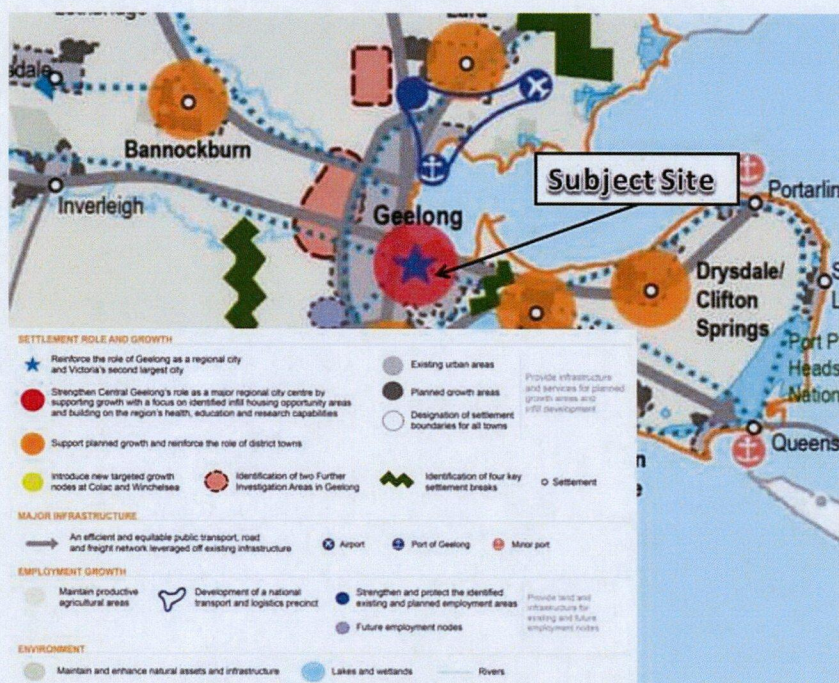 Bannockburn
Inverleigh
Geelong
Subject Site
Portarlin
Drysdale/
Clifton
Springs
Port P
Heads
Nation
Queens
SETTLEMENT ROLE AND GROWTH
Reinforce the role of Geelong as a regional city
and Victoria's second largest city
Strengthen Central Geelong's role as a major regional city centre by
supporting growth with a focus on identified infill housing opportunity areas
and building on the region's health, education and research capabilities
Support planned growth and reinforce the role of district towns
Introduce new targeted growth
nodes at Colac and Winchelsea
Identification of two Further
Investigation Areas in Geelong
Existing urban areas
Planned growth areas
Designation of settlement
boundaries for all towns
Provide infrastructure
and services for planned
growth areas and
infill development
Identification of four key
settlement breaks
Settlement
MAJOR INFRASTRUCTURE
An efficient and equitable public transport, road
and freight network leveraged off existing infrastructure
Airport
Port of Geelong
Minor port
EMPLOYMENT GROWTH
Maintain productive
agricultural areas
Development of a national
transport and logistics precinct
Strengthen and protect the identified
existing and planned employment areas
Future employment nodes
Provide land and
infrastructure for
existing and future
employment nodes
ENVIRONMENT
Maintain and enhance natural assets and infrastructure
Lakes and wetlands
Rivers